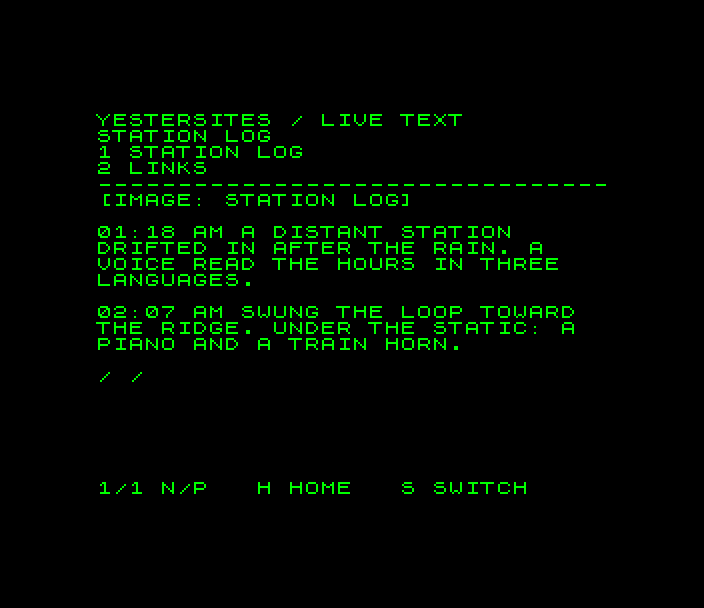 YESTERSITES / LIVE TEXT
STATION LOG
1 STATION LOG
2 LINKS
--------------------------------
[IMAGE: STATION LOG]
01:18 AM A DISTANT STATION
DRIFTED IN AFTER THE RAIN. A
VOICE READ THE HOURS IN THREE
LANGUAGES.
02:07 AM SWUNG THE LOOP TOWARD
THE RIDGE. UNDER THE STATIC: A
PIANO AND A TRAIN HORN.
/ /
1/1 N/P H HOME S SWITCH